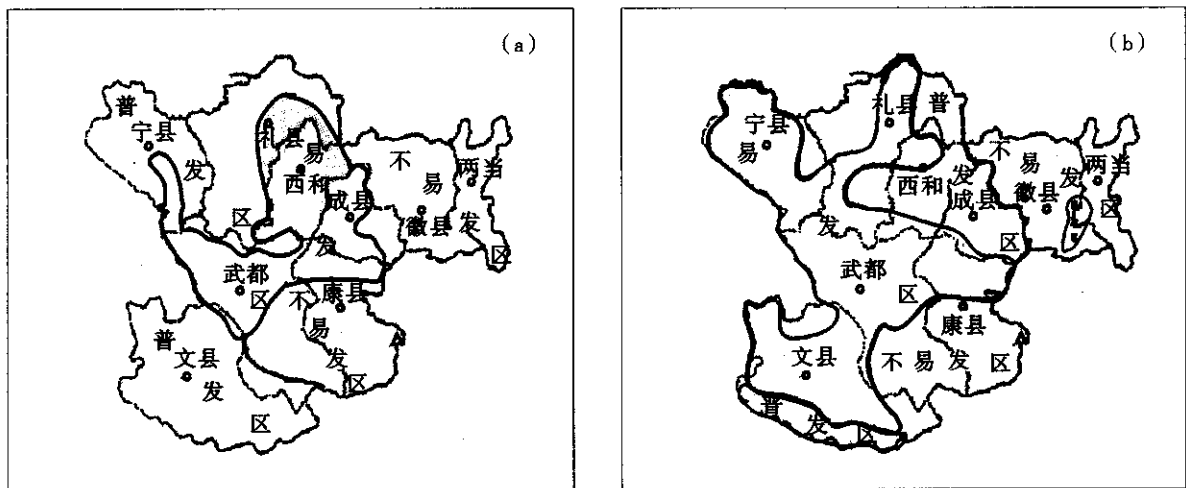 (a)
普
宁县
发
区
礼县
易
西和
成县
发
区
不
易
发
区
两当
徽县
武都
康县
不
易
发
区
文县
普
发
区
(b)
宁县
易
发
区
礼县
普
西和
发
成县
区
不
易
发
区
两当
徽县
武都
康县
不易发区
文县
普
发
区